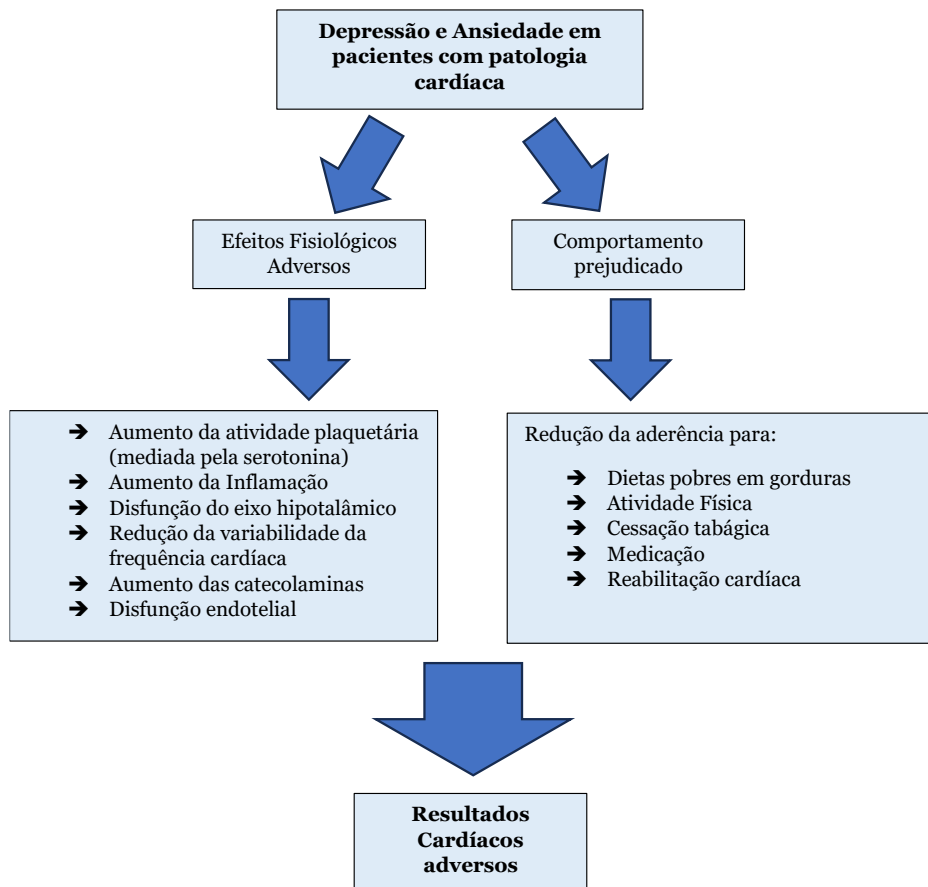 Depressão e Ansiedade em
pacientes com patologia
cardíaca
Efeitos Fisiológicos
Adversos
Comportamento
prejudicado
➔ Aumento da atividade plaquetária
(mediada pela serotonina)
➔ Aumento da Inflamação
➔ Disfunção do eixo hipotalâmico
➔ Redução da variabilidade da
frequência cardíaca
➔ Aumento das catecolaminas
➔ Disfunção endotelial
Redução da aderência para:
➔ Dietas pobres em gorduras
➔ Atividade Física
➔ Cessação tabágica
➔ Medicação
➔ Reabilitação cardíaca
Resultados
Cardíacos
adversos